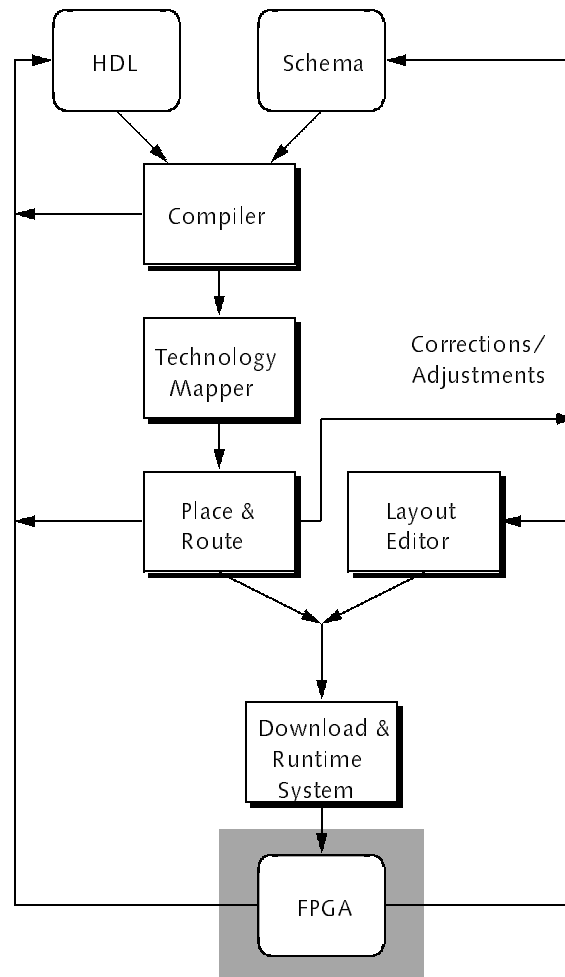 HDL
Schema
Compiler
Technology
Mapper
Corrections/
Adjustments
Place &
Route
Layout
Editor
Download &
Runtime
System
FPGA